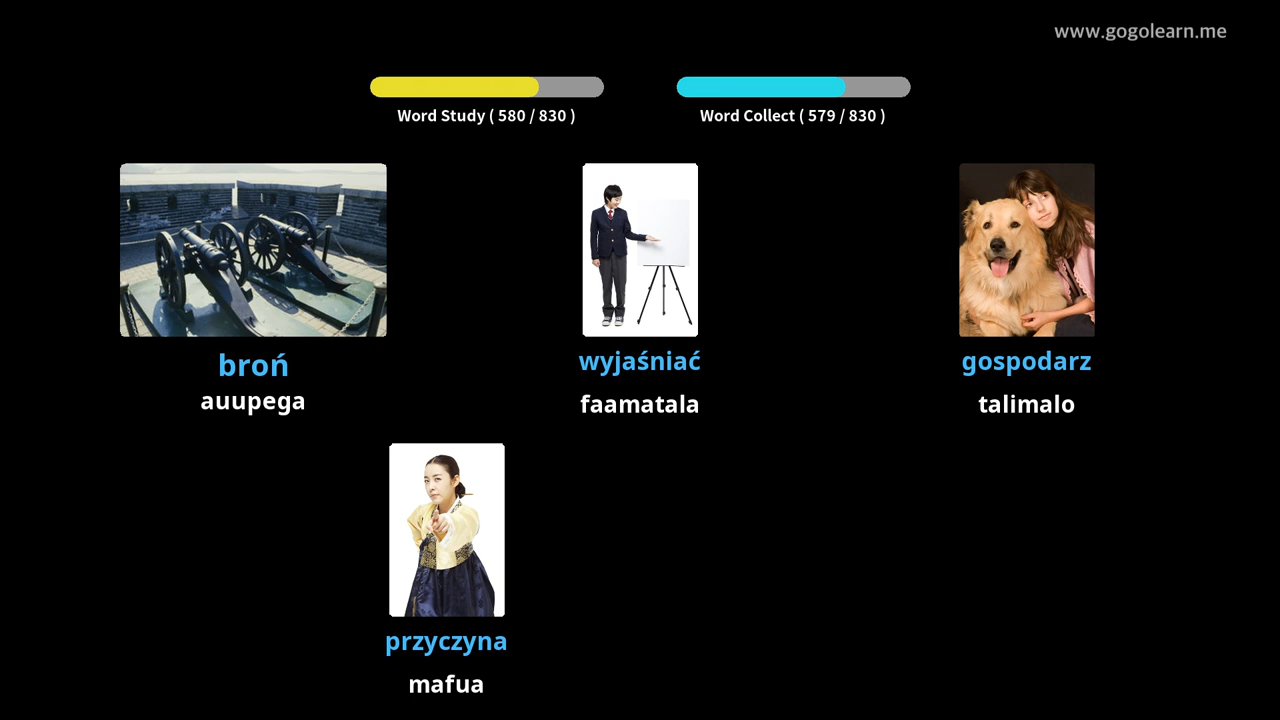 www.gogolearn.me
Word Study ( 580 / 830 )
Word Collect ( 579 / 830 )
broń
auupega
wyjaśniać
faamatala
gospodarz
talimalo
przyczyna
mafua